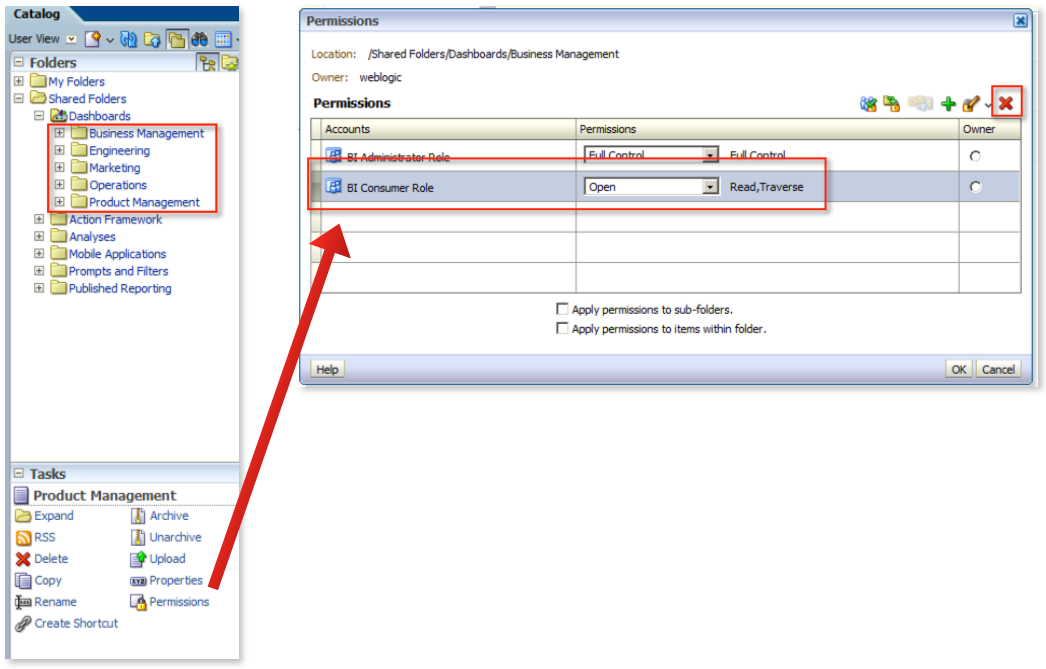 Catalog
User View
Folders
My Folders
Shared Folders
Dashboards
Business Management
Engineering
Marketing
Operations
Product Management
Action Framework
Analyses
Mobile Applications
Prompts and Filters
Published Reporting
Tasks
Product Management
Expand Archive
RSS Unarchive
Delete Upload
Copy Properties
Rename Permissions
Create Shortcut
Permissions
Location: /Shared Folders/Dashboards/Business Management
Owner: weblogic
Permissions
Accounts Permissions Owner
BI Administrator Role Full Control Full Control
BI Consumer Role Open Read,Traverse
Apply permissions to sub-folders.
Apply permissions to items within folder.
Help OK Cancel